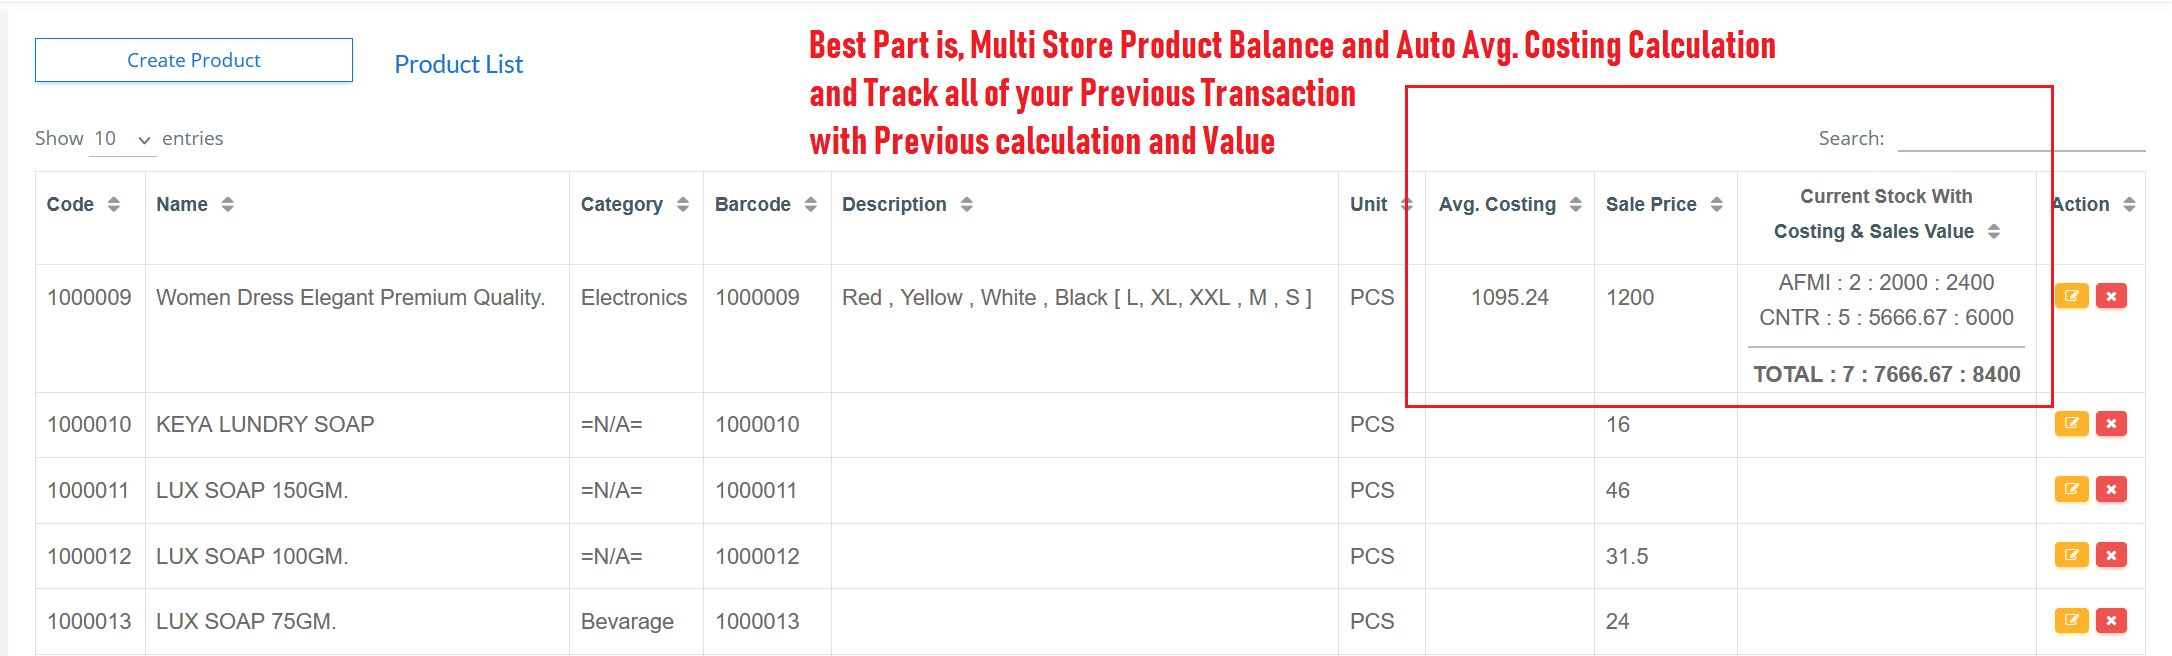 Best Part is, Multi Store Product Balance and Auto Avg. Costing Calculation
and Track all of your Previous Transaction
with Previous calculation and Value
Create Product
Product List
Show 10 entries
Search:
Code Name Category Barcode Description Unit Avg. Costing Sale Price Current Stock With Costing & Sales Value Action
1000009 Women Dress Elegant Premium Quality. Electronics 1000009 Red , Yellow , White , Black [ L, XL, XXL , M , S ] PCS 1095.24 1200
AFMI : 2 : 2000 : 2400
CNTR : 5 : 5666.67 : 6000
TOTAL : 7 : 7666.67 : 8400
1000010 KEYA LUNDRY SOAP =N/A= 1000010 PCS 16
1000011 LUX SOAP 150GM. =N/A= 1000011 PCS 46
1000012 LUX SOAP 100GM. =N/A= 1000012 PCS 31.5
1000013 LUX SOAP 75GM. Bevarage 1000013 PCS 24